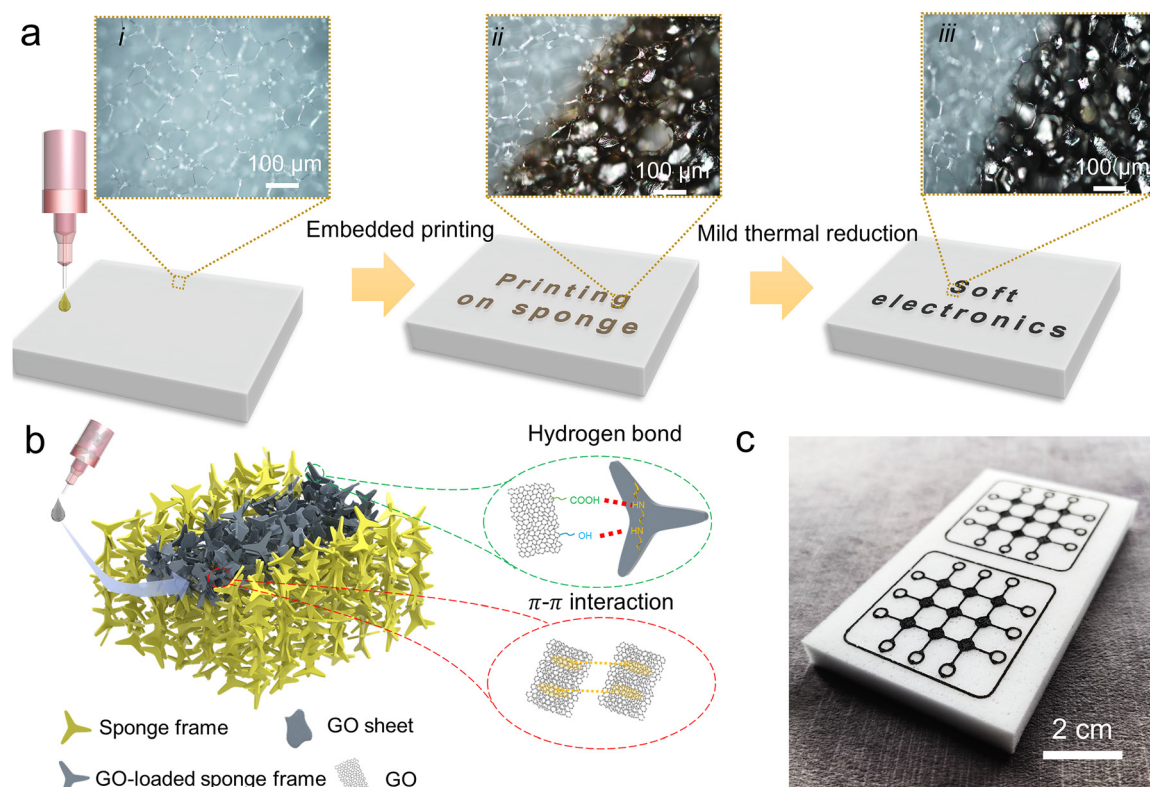 a
i
100 µm
ii
100 µm
iii
100 µm
Embedded printing
Mild thermal reduction
Printing
on sponge
Soft
electronics
b
Hydrogen bond
COOH
HN
OH
HN
π-π interaction
Sponge frame
GO sheet
GO-loaded sponge frame
GO
c
2 cm